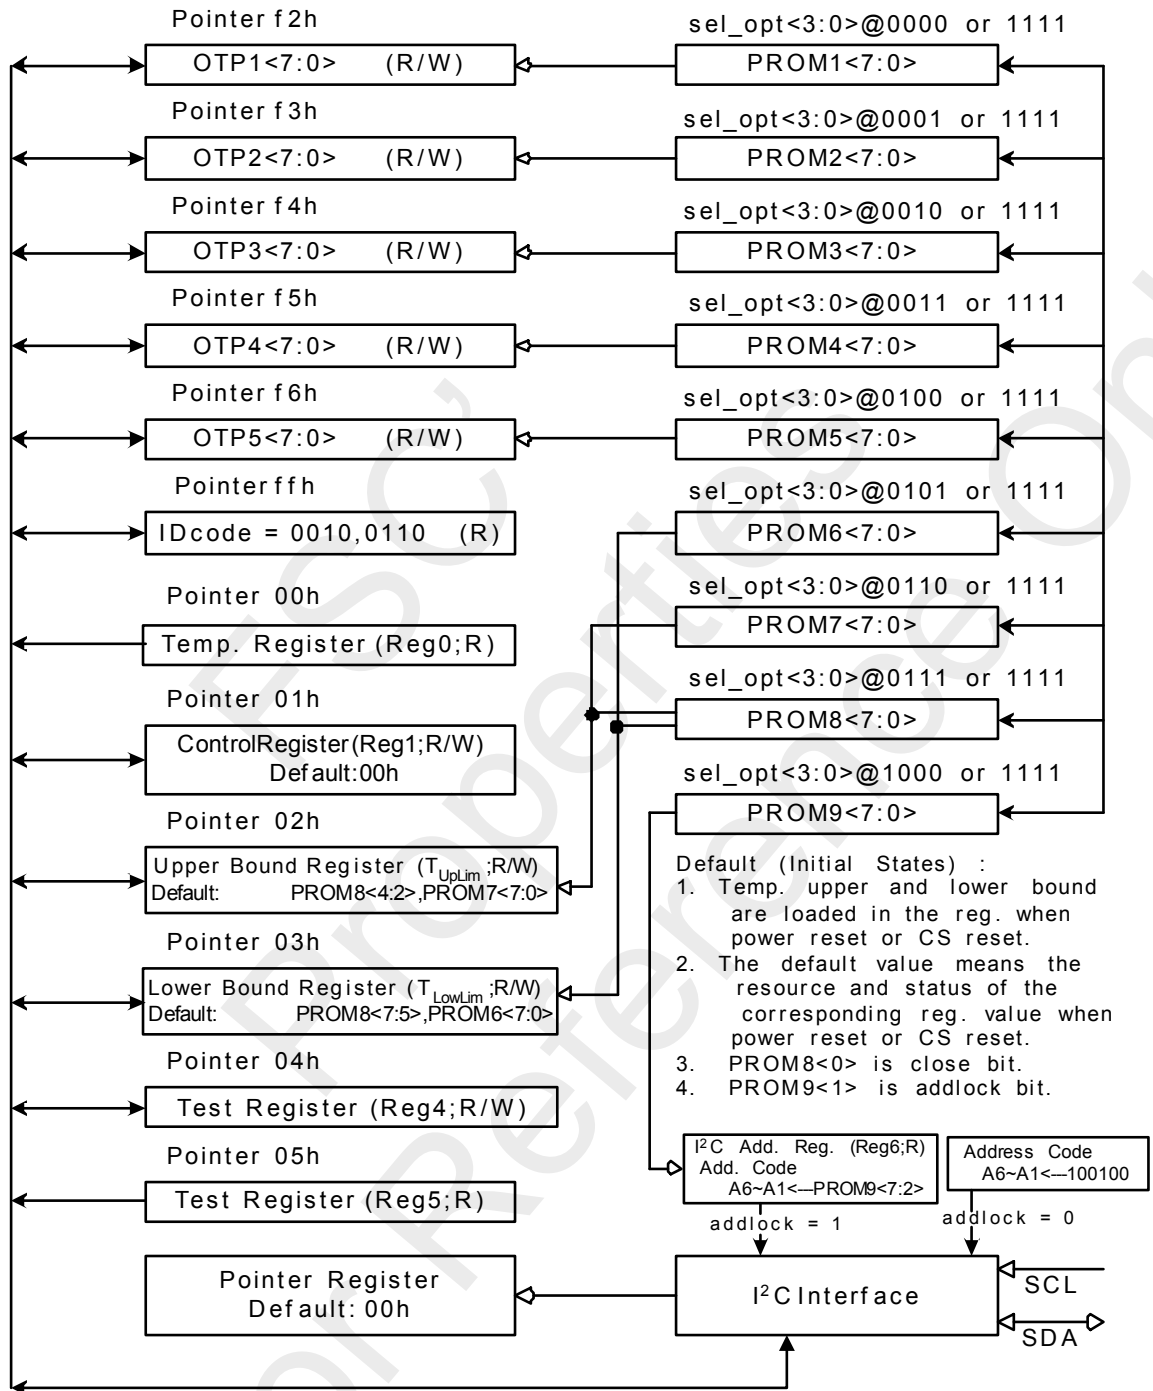 Pointer f2h
sel_opt<3:0>@0000 or 1111
OTP1<7:0> (R/W)
PROM1<7:0>
Pointer f3h
sel_opt<3:0>@0001 or 1111
OTP2<7:0> (R/W)
PROM2<7:0>
Pointer f4h
sel_opt<3:0>@0010 or 1111
OTP3<7:0> (R/W)
PROM3<7:0>
Pointer f5h
sel_opt<3:0>@0011 or 1111
OTP4<7:0> (R/W)
PROM4<7:0>
Pointer f6h
sel_opt<3:0>@0100 or 1111
OTP5<7:0> (R/W)
PROM5<7:0>
Pointer ffh
sel_opt<3:0>@0101 or 1111
IDcode = 0010,0110 (R)
PROM6<7:0>
Pointer 00h
sel_opt<3:0>@0110 or 1111
Temp. Register (Reg0;R)
PROM7<7:0>
Pointer 01h
sel_opt<3:0>@0111 or 1111
ControlRegister(Reg1;R/W)
Default:00h
PROM8<7:0>
sel_opt<3:0>@1000 or 1111
PROM9<7:0>
Pointer 02h
Upper Bound Register (TUpLim ;R/W)
Default: PROM8<4:2>,PROM7<7:0>
Pointer 03h
Lower Bound Register (TLowLim ;R/W)
Default: PROM8<7:5>,PROM6<7:0>
Default (Initial States) :
1. Temp. upper and lower bound
are loaded in the reg. when
power reset or CS reset.
2. The default value means the
resource and status of the
corresponding reg. value when
power reset or CS reset.
3. PROM8<0> is close bit.
4. PROM9<1> is addlock bit.
Pointer 04h
Test Register (Reg4;R/W)
Pointer 05h
Test Register (Reg5;R)
I²C Add. Reg. (Reg6;R)
Add. Code
A6~A1<---PROM9<7:2>
Address Code
A6~A1<---100100
addlock = 1
addlock = 0
Pointer Register
Default: 00h
I²C Interface
SCL
SDA
FSC'
Properties
For Reference Only